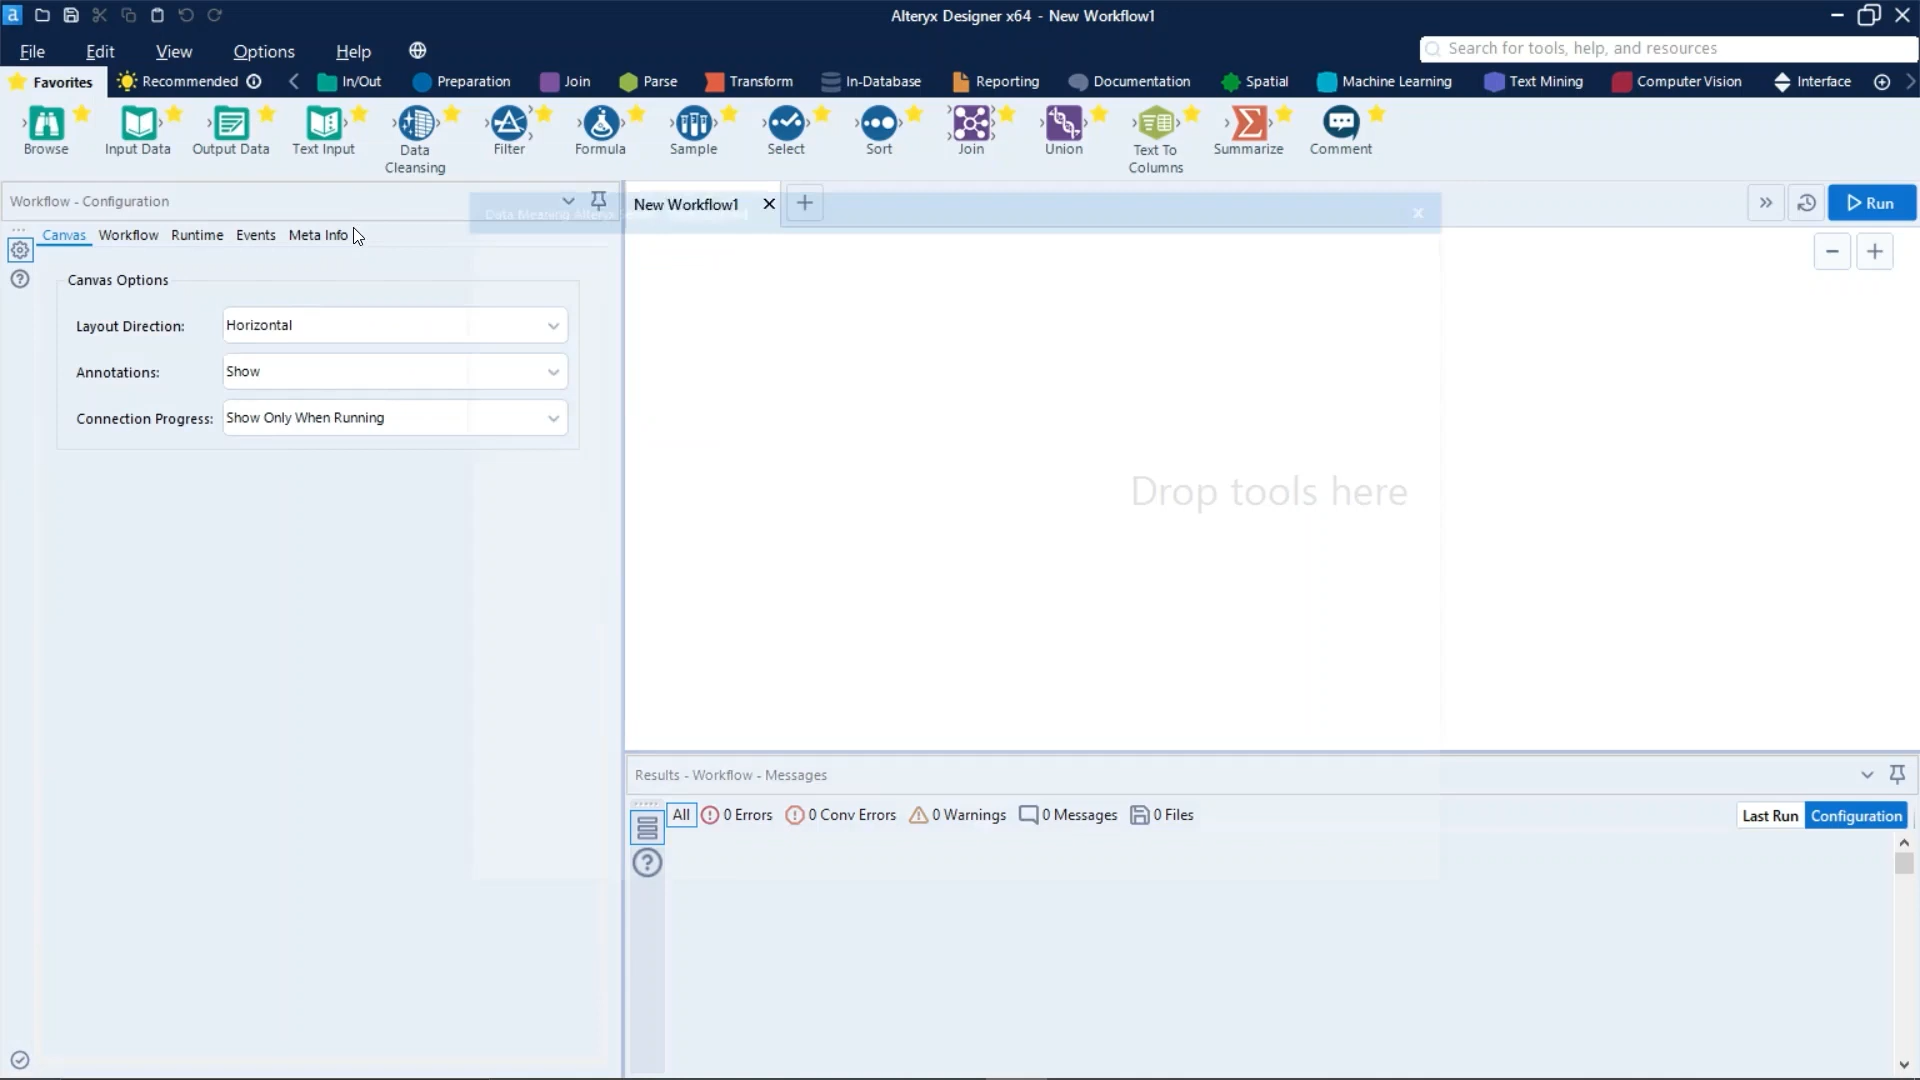 Alteryx Designer x64 - New Workflow1
File Edit View Options Help
Search for tools, help, and resources
Favorites Recommended In/Out Preparation Join Parse Transform In-Database Reporting Documentation Spatial Machine Learning Text Mining Computer Vision Interface
Browse Input Data Output Data Text Input Data Cleansing Filter Formula Sample Select Sort Join Union Text To Columns Summarize Comment
Workflow - Configuration
New Workflow1
Run
Data Meaning Alteryx
Canvas Workflow Runtime Events Meta Info
Canvas Options
Layout Direction: Horizontal
Annotations: Show
Connection Progress: Show Only When Running
Drop tools here
Results - Workflow - Messages
All 0 Errors 0 Conv Errors 0 Warnings 0 Messages 0 Files
Last Run Configuration